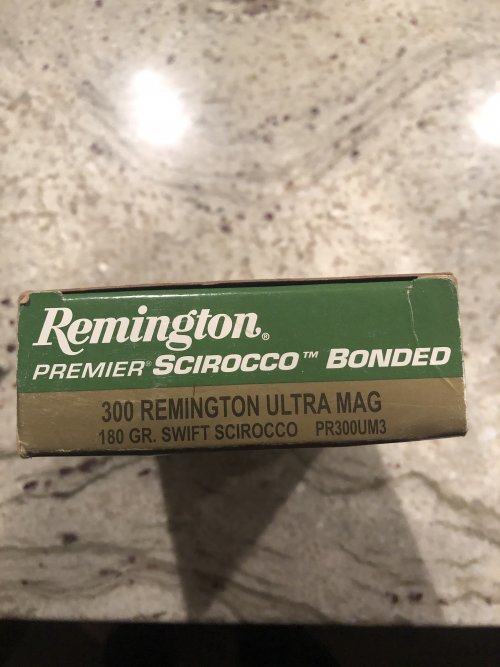 Remington®
PREMIER® SCIROCCO™ BONDED
300 REMINGTON ULTRA MAG
180 GR. SWIFT SCIROCCO PR300UM3